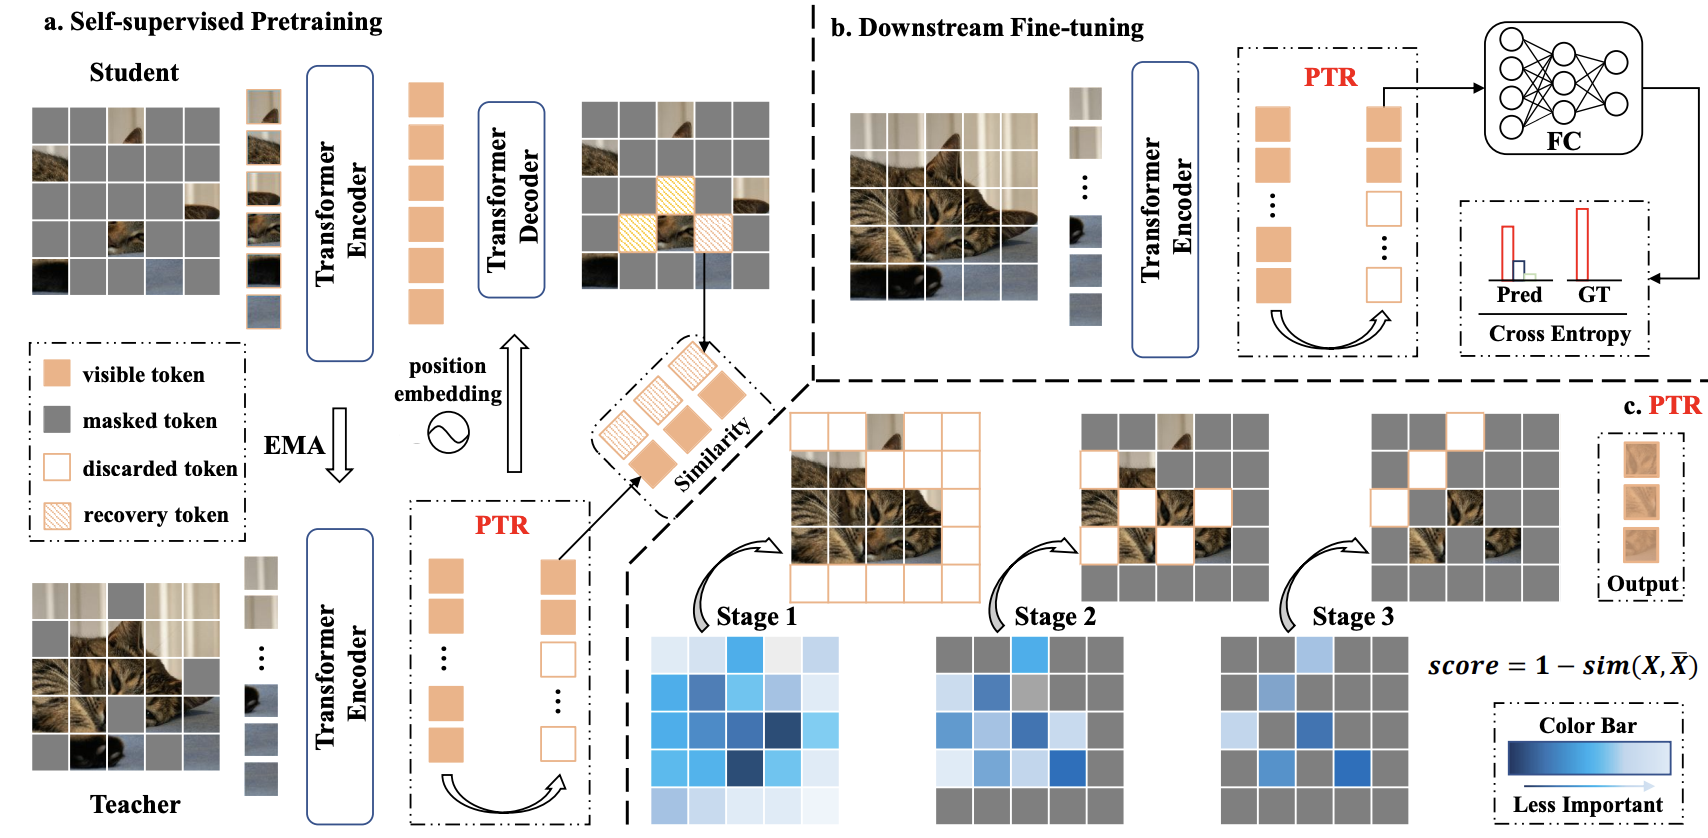 a. Self-supervised Pretraining
Student
Transformer
Encoder
Transformer
Decoder
visible token
masked token
discarded token
recovery token
EMA
position
embedding
Similarity
PTR
Transformer
Encoder
Teacher
b. Downstream Fine-tuning
Transformer
Encoder
PTR
FC
Pred GT
Cross Entropy
c. PTR
Stage 1
Stage 2
Stage 3
Output
score = 1 − sim(X, X̅)
Color Bar
Less Important